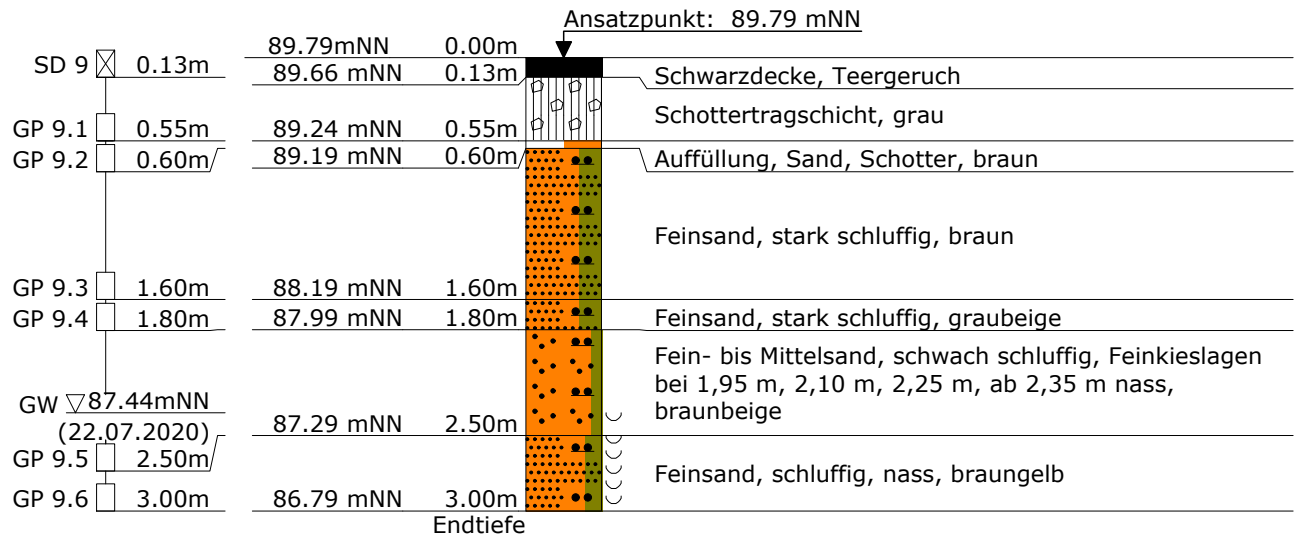 Ansatzpunkt: 89.79 mNN
89.79mNN 0.00m
SD 9 0.13m
89.66 mNN 0.13m
Schwarzdecke, Teergeruch
Schottertragschicht, grau
GP 9.1 0.55m
89.24 mNN 0.55m
GP 9.2 0.60m
89.19 mNN 0.60m
Auffüllung, Sand, Schotter, braun
Feinsand, stark schluffig, braun
GP 9.3 1.60m
88.19 mNN 1.60m
GP 9.4 1.80m
87.99 mNN 1.80m
Feinsand, stark schluffig, graubeige
Fein- bis Mittelsand, schwach schluffig, Feinkieslagen
bei 1,95 m, 2,10 m, 2,25 m, ab 2,35 m nass,
braunbeige
GW 87.44mNN
(22.07.2020)
87.29 mNN 2.50m
GP 9.5 2.50m
Feinsand, schluffig, nass, braungelb
GP 9.6 3.00m
86.79 mNN 3.00m
Endtiefe